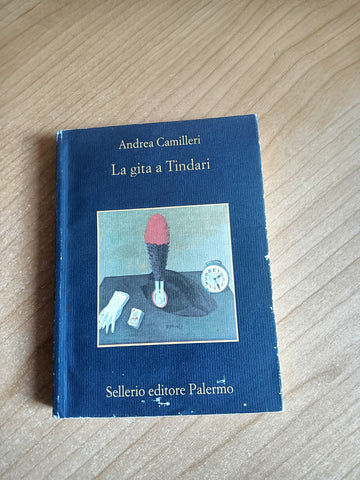 Andrea Camilleri
La gita a Tindari
Sellerio editore Palermo